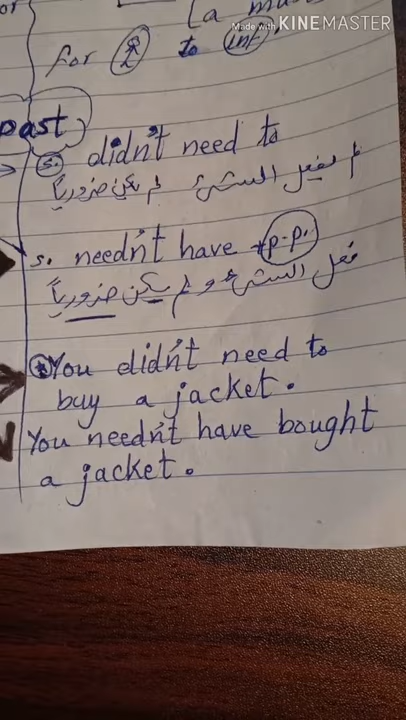 or
(a m
Made with KINEMASTER
for to inf
past
s. didn't need to
لم يفعل الشئ لم يكن ضرورياً
s. needn't have + p.p.
فعل الشئ و لم يكن ضرورياً
You didn't need to
buy a jacket.
You needn't have bought
a jacket.